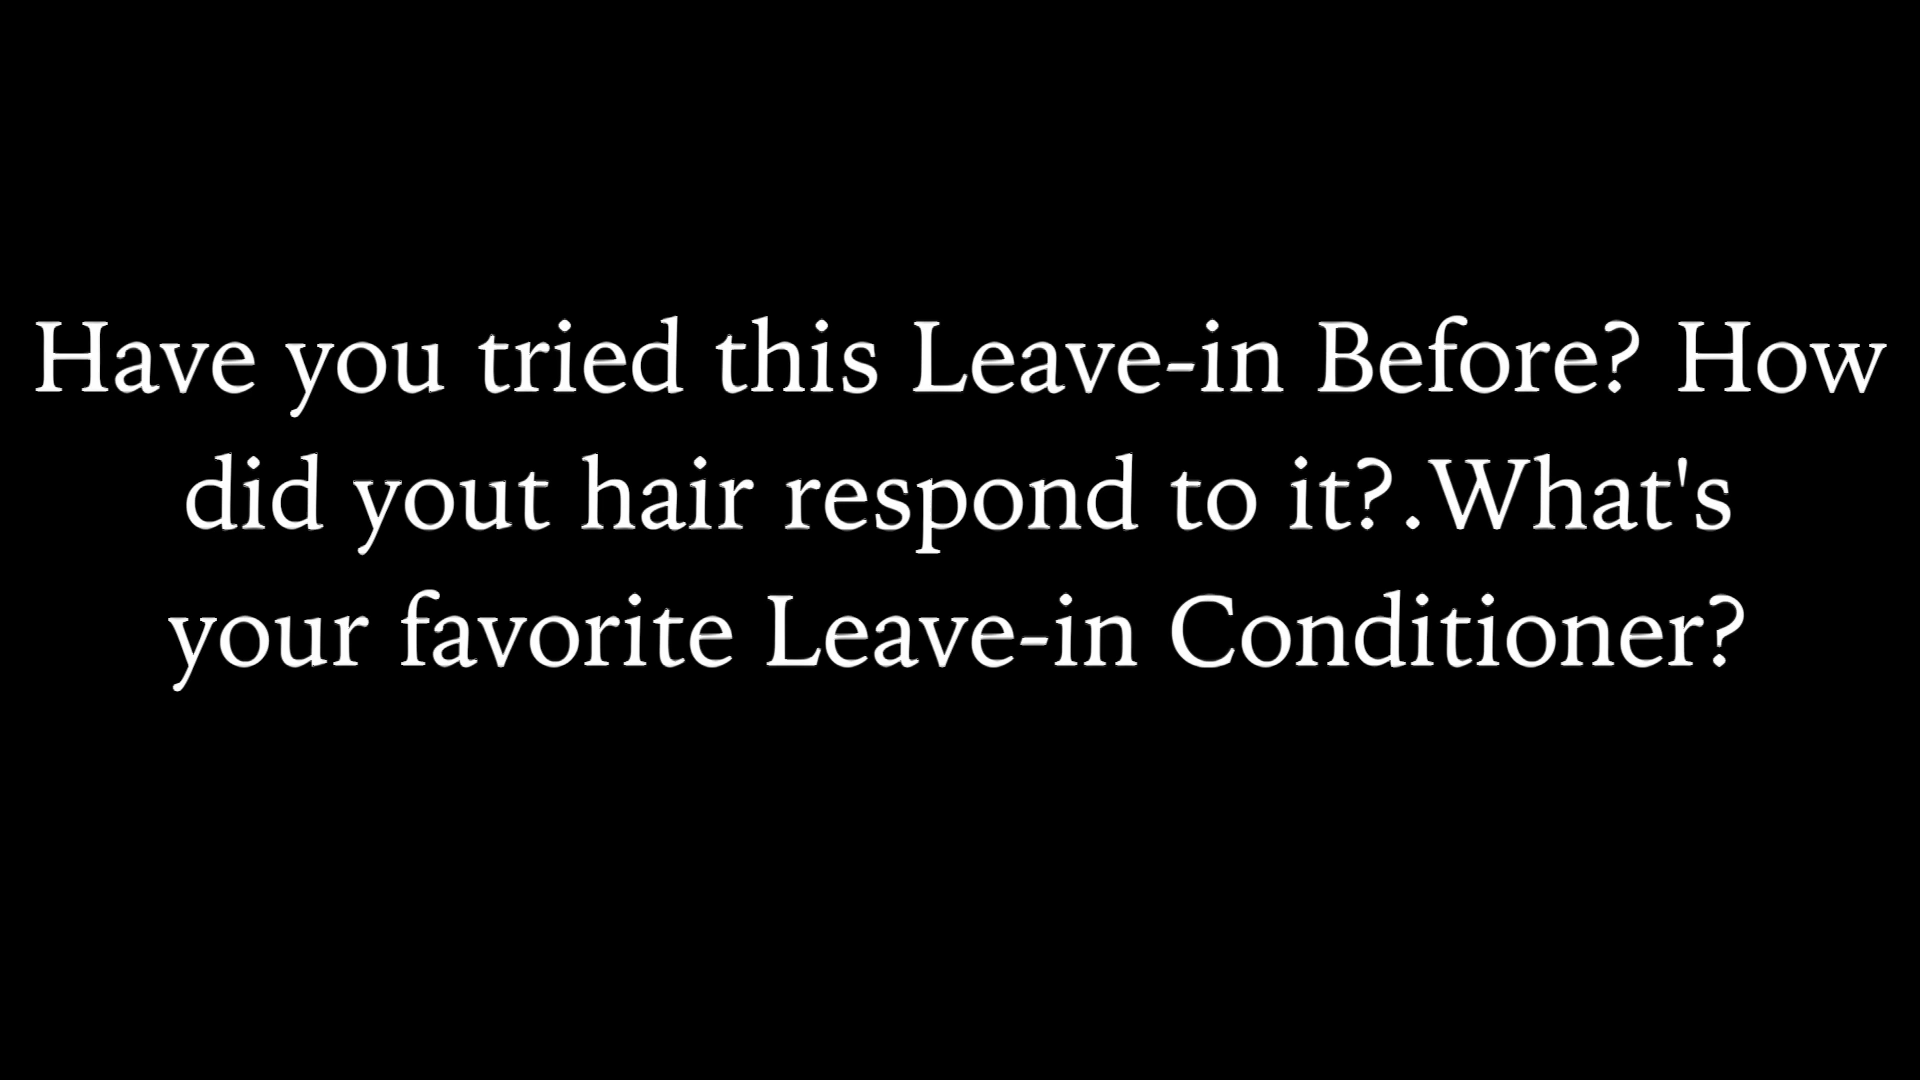 Have you tried this Leave-in Before? How
did yout hair respond to it?.What's
your favorite Leave-in Conditioner?